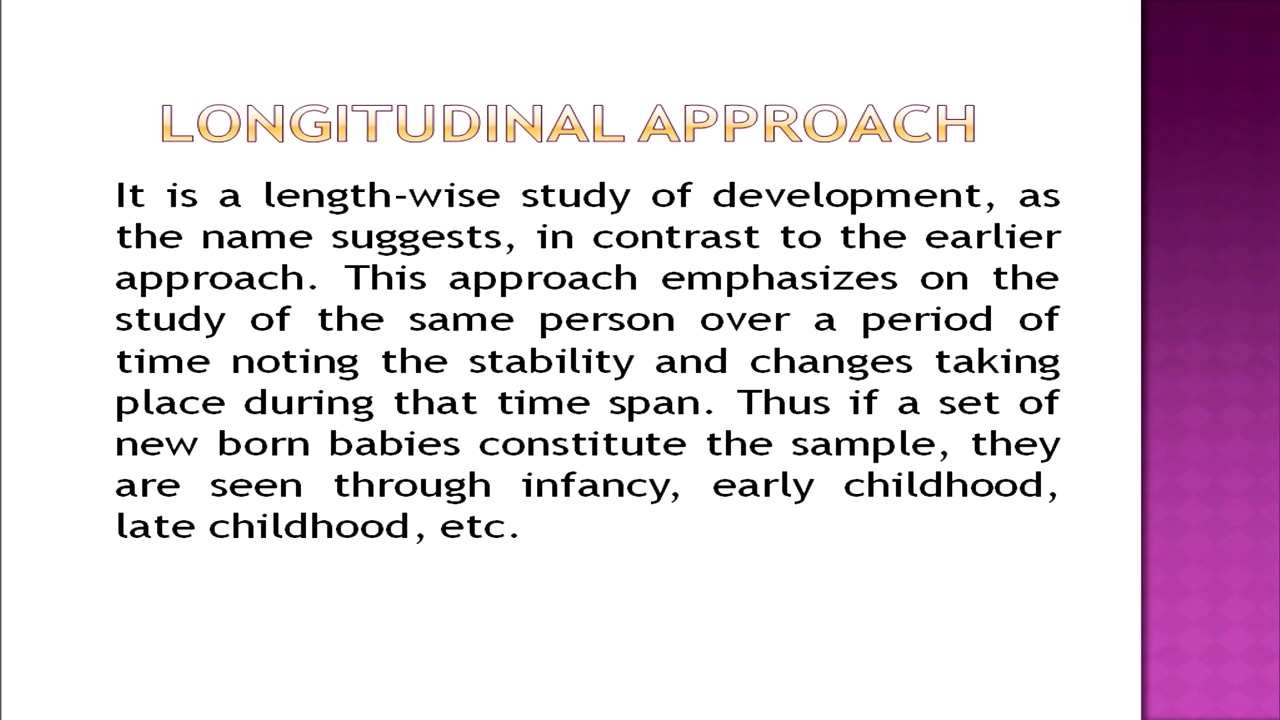 LONGITUDINAL APPROACH
It is a length-wise study of development, as
the name suggests, in contrast to the earlier
approach. This approach emphasizes on the
study of the same person over a period of
time noting the stability and changes taking
place during that time span. Thus if a set of
new born babies constitute the sample, they
are seen through infancy, early childhood,
late childhood, etc.